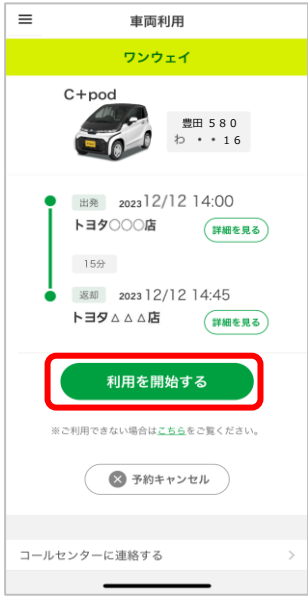 車両利用
ワンウェイ
C+pod
豊田 580
わ ・・16
出発 2023 12/12 14:00
トヨタ○○○店
詳細を見る
15分
返却 2023 12/12 14:45
トヨタ△△△店
詳細を見る
利用を開始する
※ご利用できない場合はこちらをご覧ください。
予約キャンセル
コールセンターに連絡する